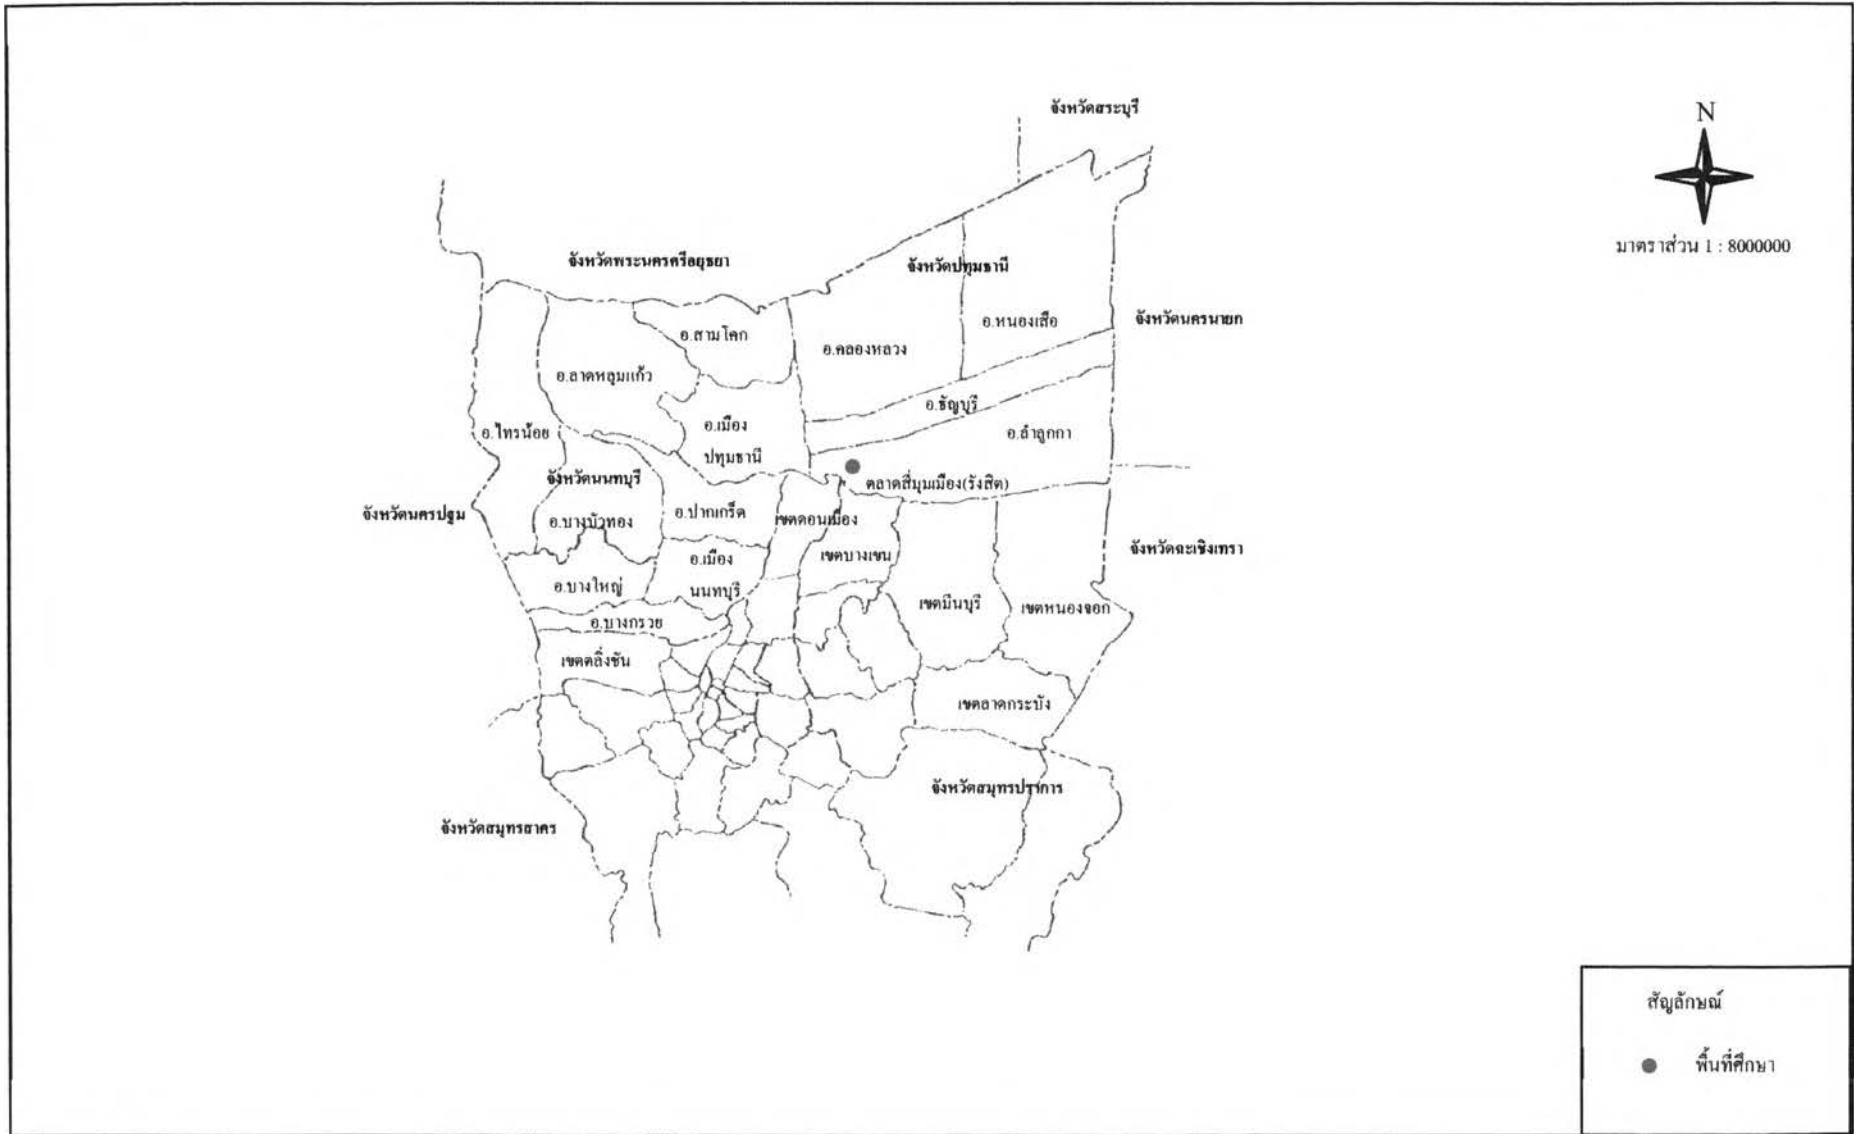 จังหวัดสระบุรี
N
มาตราส่วน 1 : 8000000
จังหวัดพระนครศรีอยุธยา
จังหวัดปทุมธานี
อ.สามโคก
อ.หนองเสือ
จังหวัดนครนายก
อ.คลองหลวง
อ.ลาดหลุมแก้ว
อ.ธัญบุรี
อ.เมือง
ปทุมธานี
อ.ไทรน้อย
อ.ลำลูกกา
จังหวัดนนทบุรี
ตลาดสี่มุมเมือง(รังสิต)
จังหวัดนครปฐม
อ.บางบัวทอง
อ.ปากเกร็ด
เขตดอนเมือง
เขตบางเขน
จังหวัดฉะเชิงเทรา
อ.เมือง
นนทบุรี
อ.บางใหญ่
เขตมีนบุรี
เขตหนองจอก
อ.บางกรวย
เขตตลิ่งชัน
เขตลาดกระบัง
จังหวัดสมุทรปราการ
จังหวัดสมุทรสาคร
สัญลักษณ์
พื้นที่ศึกษา